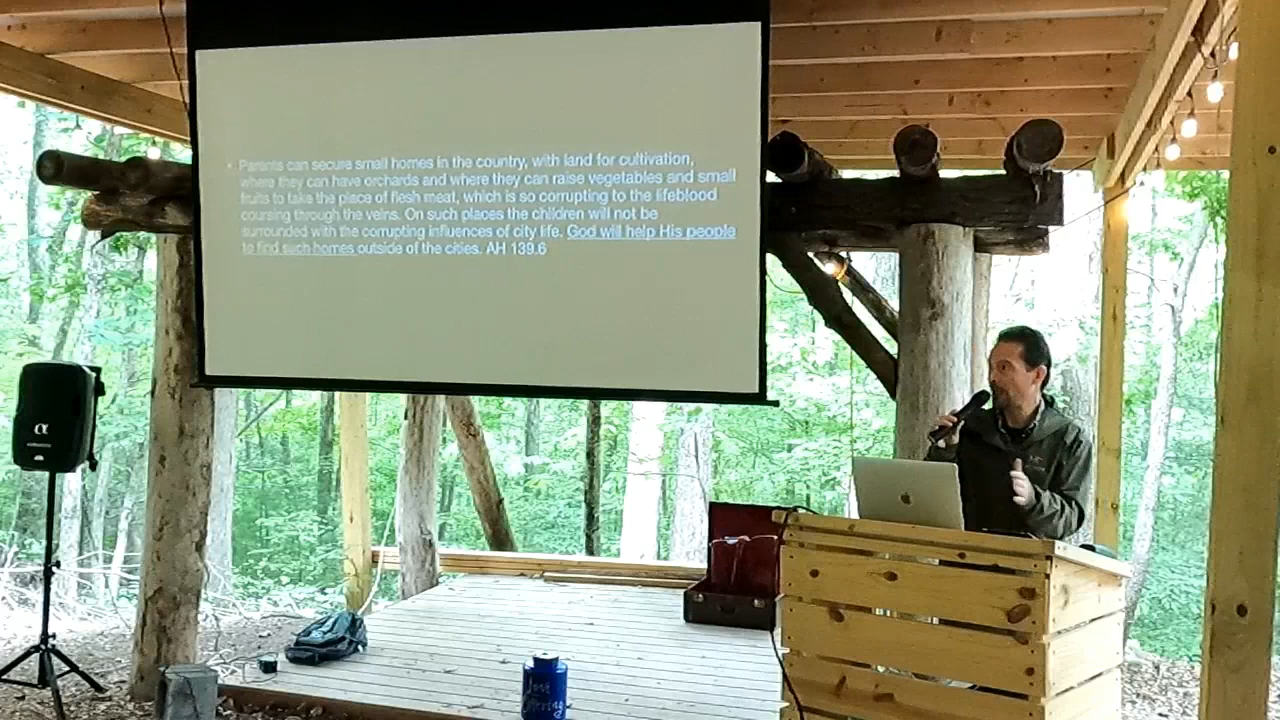 • Parents can secure small homes in the country, with land for cultivation,
where they can have orchards and where they can raise vegetables and small
fruits to take the place of flesh meat, which is so corrupting to the lifeblood
coursing through the veins. On such places the children will not be
surrounded with the corrupting influences of city life. God will help His people
to find such homes outside of the cities. AH 139.6
α